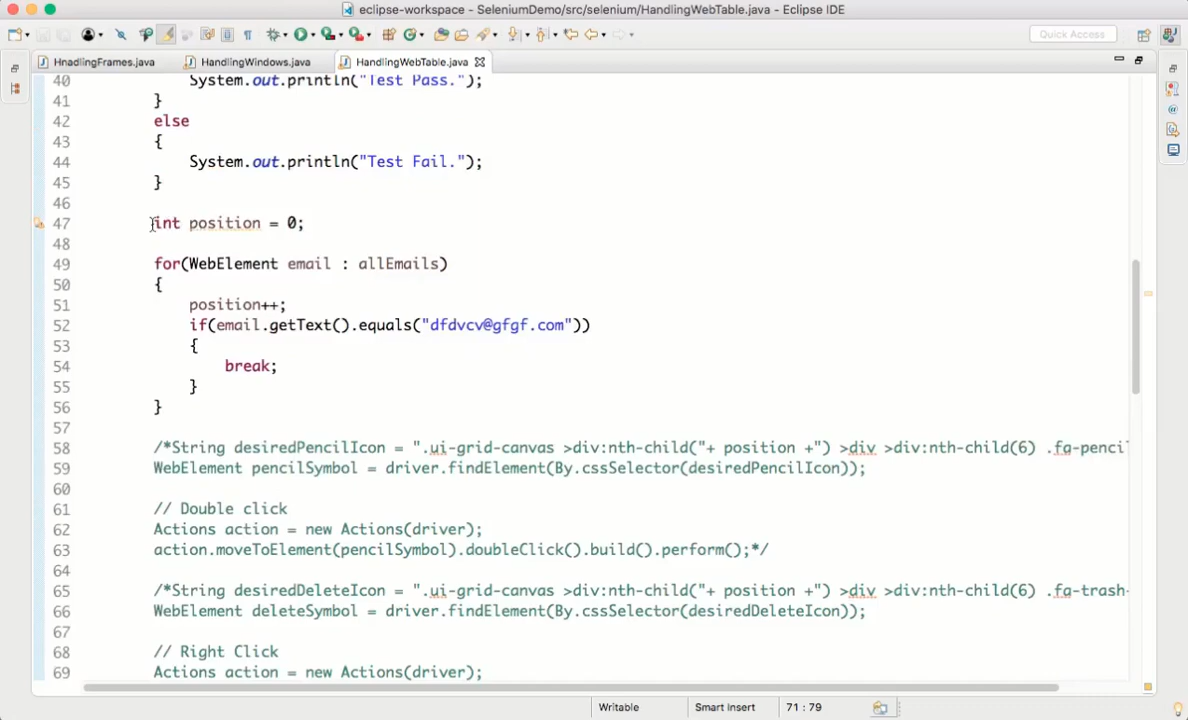 eclipse-workspace - SeleniumDemo/src/selenium/HandlingWebTable.java - Eclipse IDE
Quick Access
HnadlingFrames.java HandlingWindows.java HandlingWebTable.java
40 System.out.println("Test Pass.");
41 }
42 else
43 {
44 System.out.println("Test Fail.");
45 }
46
47 int position = 0;
48
49 for(WebElement email : allEmails)
50 {
51 position++;
52 if(email.getText().equals("dfdvcv@gfgf.com"))
53 {
54 break;
55 }
56 }
57
58 /*String desiredPencilIcon = ".ui-grid-canvas >div:nth-child("+ position +") >div >div:nth-child(6) .fa-pencil
59 WebElement pencilSymbol = driver.findElement(By.cssSelector(desiredPencilIcon));
60
61 // Double click
62 Actions action = new Actions(driver);
63 action.moveToElement(pencilSymbol).doubleClick().build().perform();*/
64
65 /*String desiredDeleteIcon = ".ui-grid-canvas >div:nth-child("+ position +") >div >div:nth-child(6) .fa-trash-
66 WebElement deleteSymbol = driver.findElement(By.cssSelector(desiredDeleteIcon));
67
68 // Right Click
69 Actions action = new Actions(driver);
Writable Smart Insert 71 : 79